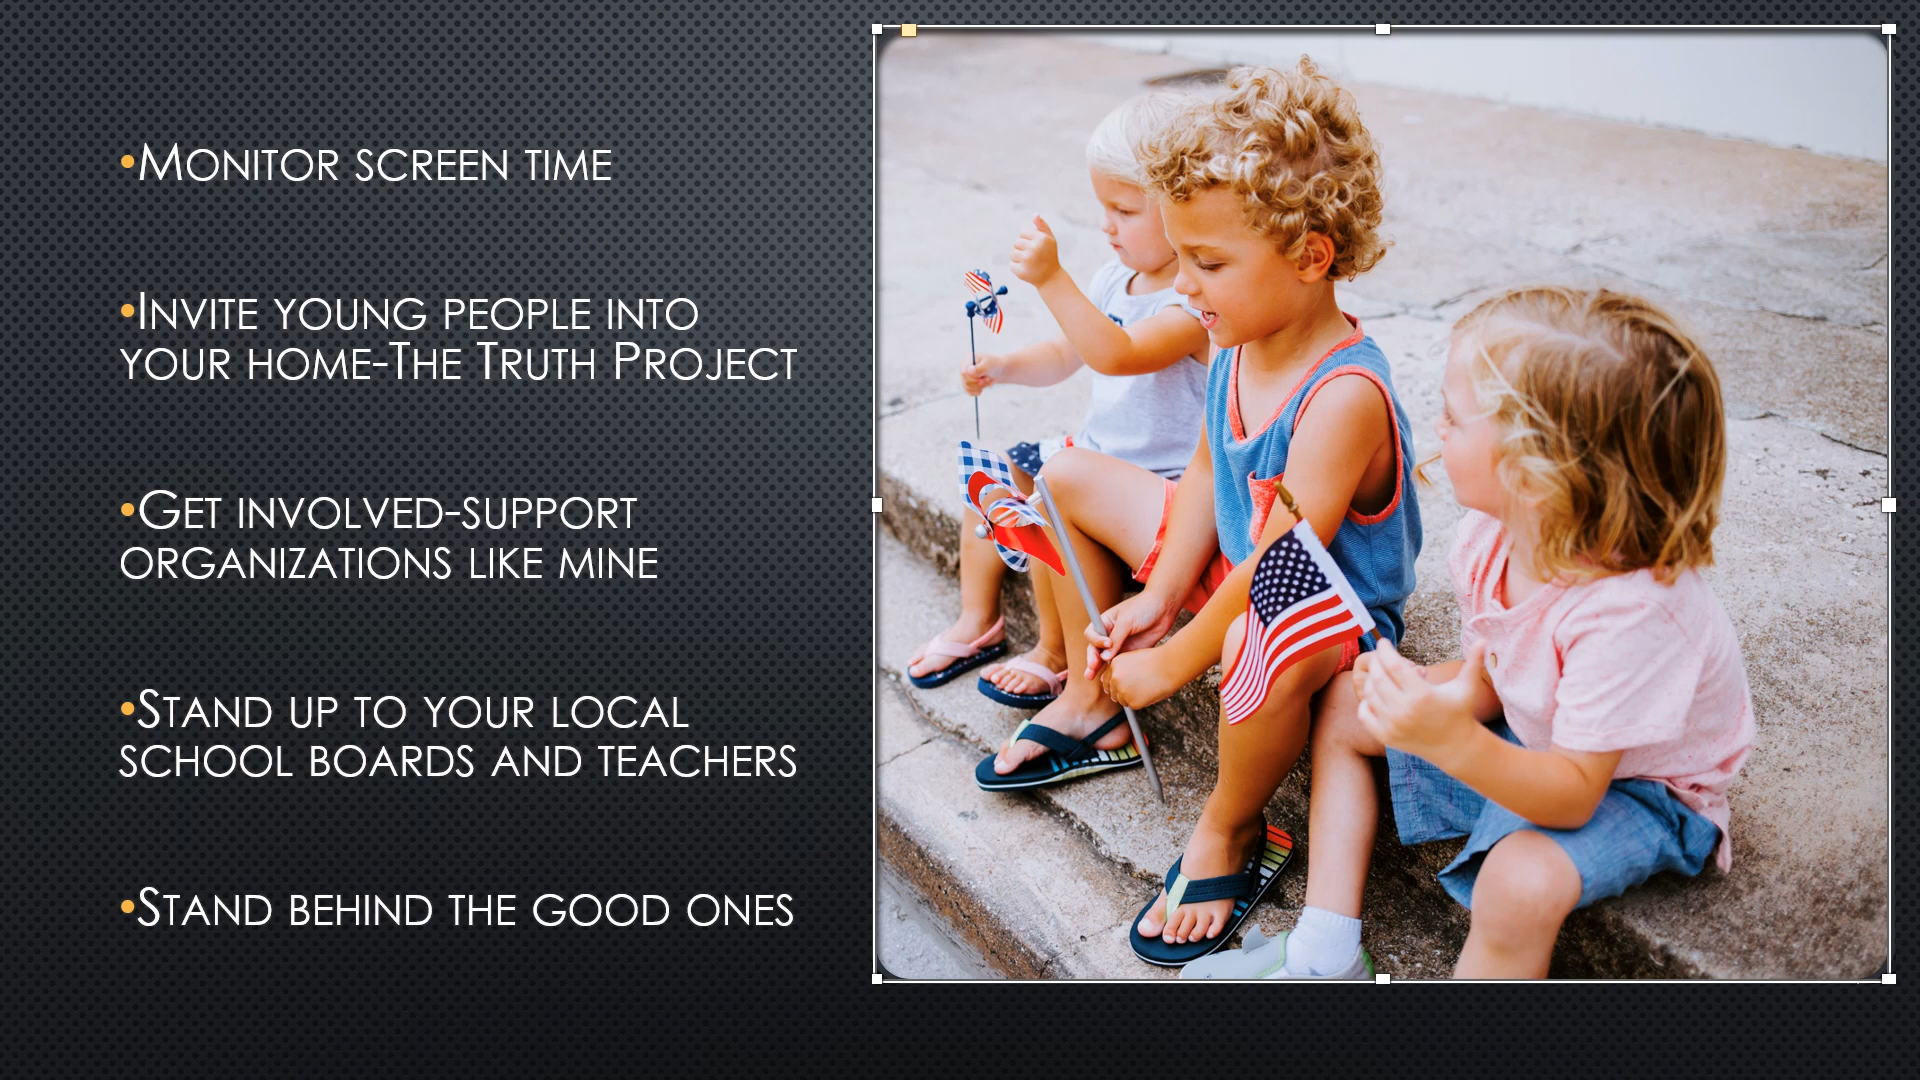 •Monitor screen time
•Invite young people into
your home-The Truth Project
•Get involved-support
organizations like mine
•Stand up to your local
school boards and teachers
•Stand behind the good ones